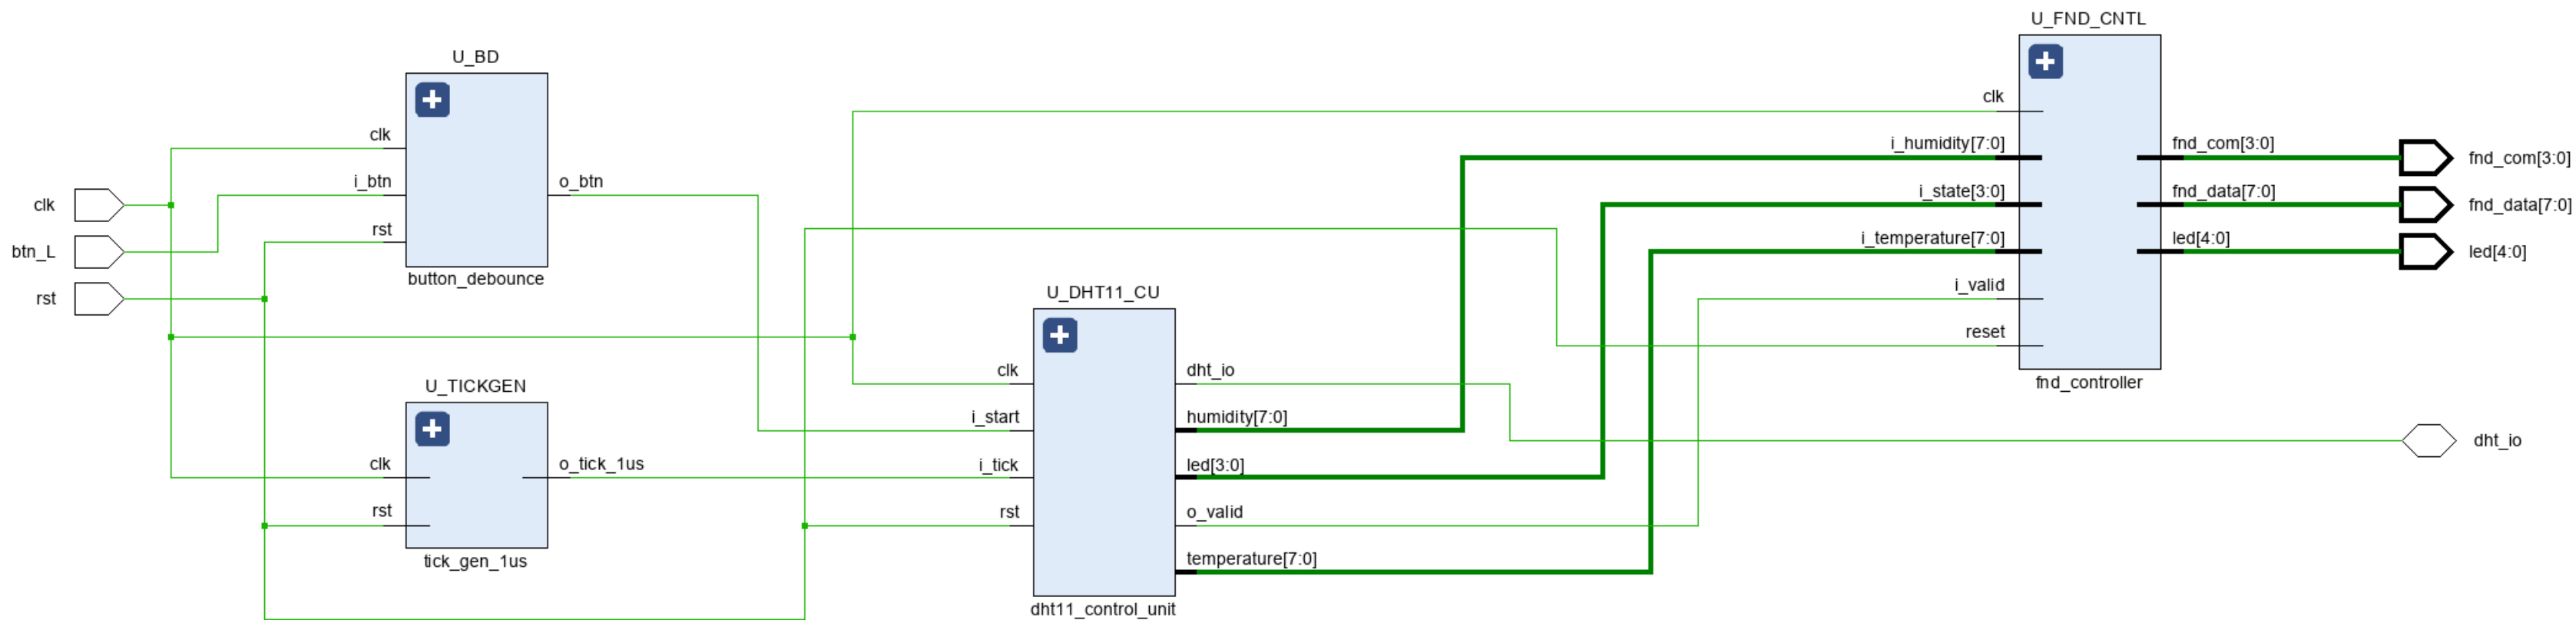 U_FND_CNTL
U_BD
clk
clk
i_humidity[7:0]
fnd_com[3:0]
fnd_com[3:0]
i_btn
o_btn
i_state[3:0]
fnd_data[7:0]
clk
fnd_data[7:0]
rst
i_temperature[7:0]
led[4:0]
btn_L
led[4:0]
button_debounce
i_valid
rst
U_DHT11_CU
reset
U_TICKGEN
clk
dht_io
fnd_controller
i_start
humidity[7:0]
dht_io
clk
o_tick_1us
i_tick
led[3:0]
rst
rst
o_valid
tick_gen_1us
temperature[7:0]
dht11_control_unit